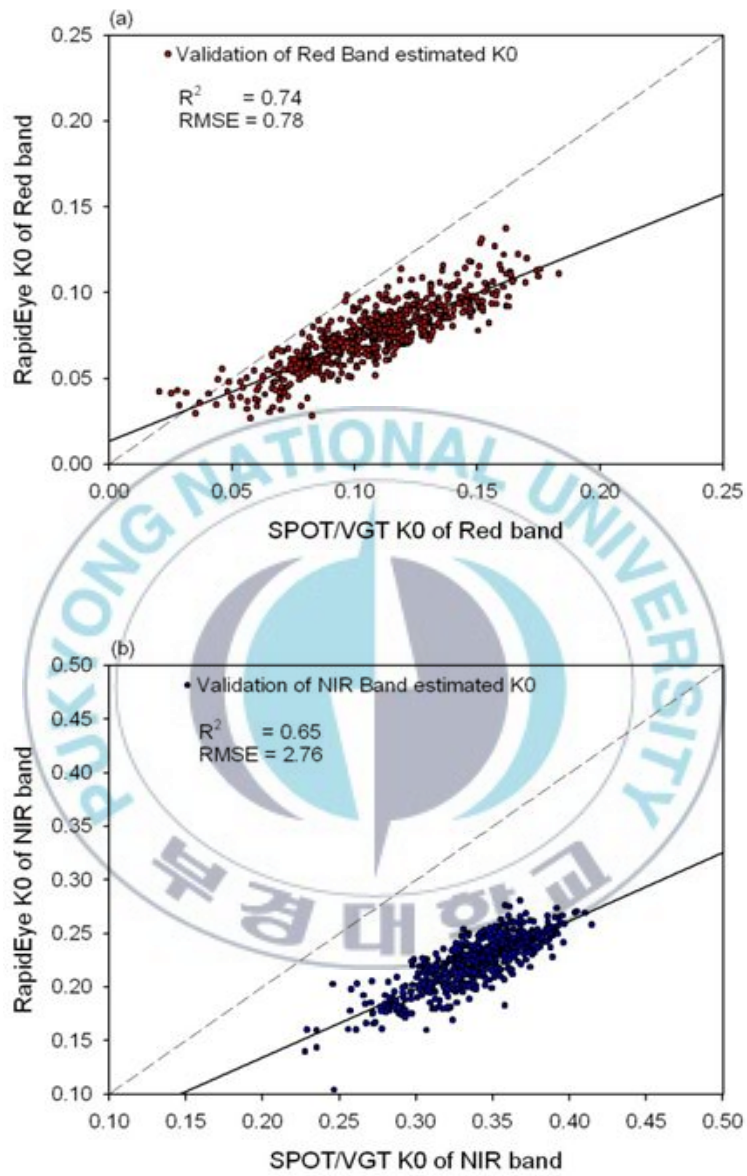 (a)
0.25
Validation of Red Band estimated K0
R² = 0.74
RMSE = 0.78
0.20
0.15
0.10
0.05
0.00
RapidEye K0 of Red band
0.00 0.05 0.10 0.15 0.20 0.25
SPOT/VGT K0 of Red band
PUKYONG NATIONAL UNIVERSITY
(b)
0.50
Validation of NIR Band estimated K0
R² = 0.65
RMSE = 2.76
0.45
0.40
0.35
0.30
0.25
0.20
0.15
0.10
RapidEye K0 of NIR band
부경대학교
0.10 0.15 0.20 0.25 0.30 0.35 0.40 0.45 0.50
SPOT/VGT K0 of NIR band